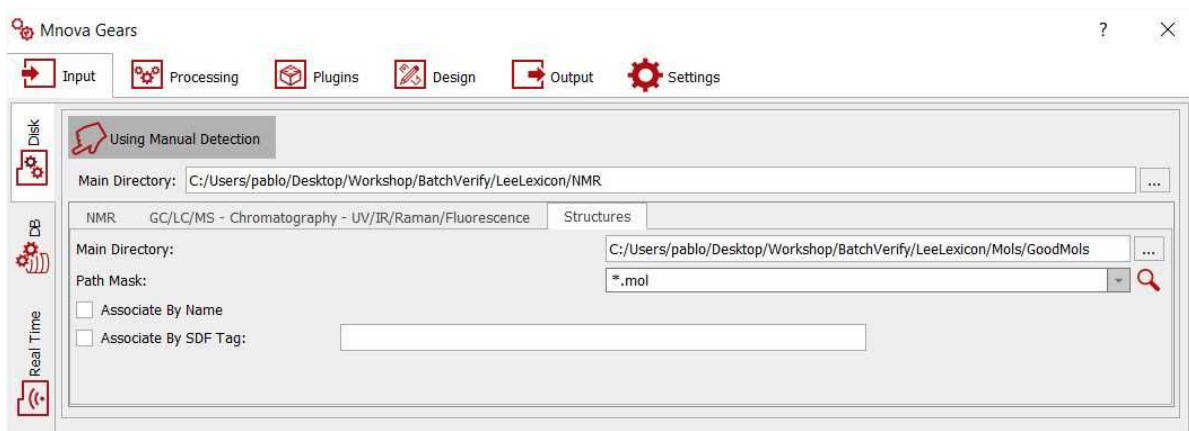 Mnova Gears ? ×
Input Processing Plugins Design Output Settings
Disk
Using Manual Detection
Main Directory: C:/Users/pablo/Desktop/Workshop/BatchVerify/LeeLexicon/NMR ...
NMR GC/LC/MS - Chromatography - UV/IR/Raman/Fluorescence Structures
DB
Main Directory: C:/Users/pablo/Desktop/Workshop/BatchVerify/LeeLexicon/Mols/GoodMols ...
Path Mask: *.mol
Associate By Name
Associate By SDF Tag:
Real Time